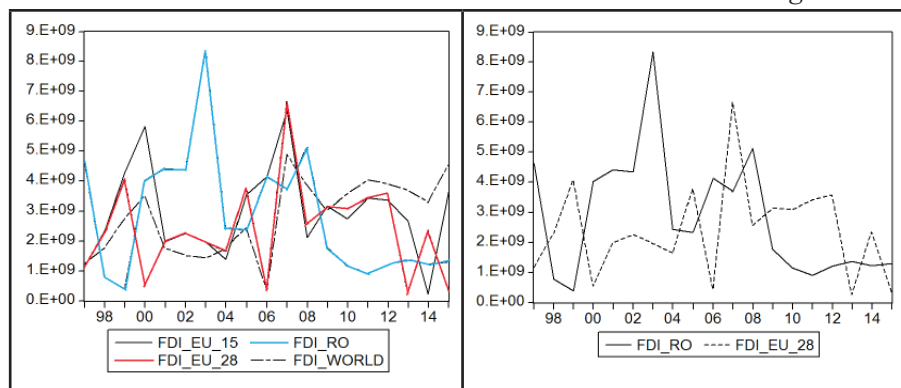 9.E+09
8.E+09
7.E+09
6.E+09
5.E+09
4.E+09
3.E+09
2.E+09
1.E+09
0.E+00
98 00 02 04 06 08 10 12 14
FDI_EU_15 FDI_RO
FDI_EU_28 FDI_WORLD
9.E+09
8.E+09
7.E+09
6.E+09
5.E+09
4.E+09
3.E+09
2.E+09
1.E+09
0.E+00
98 00 02 04 06 08 10 12 14
FDI_RO FDI_EU_28